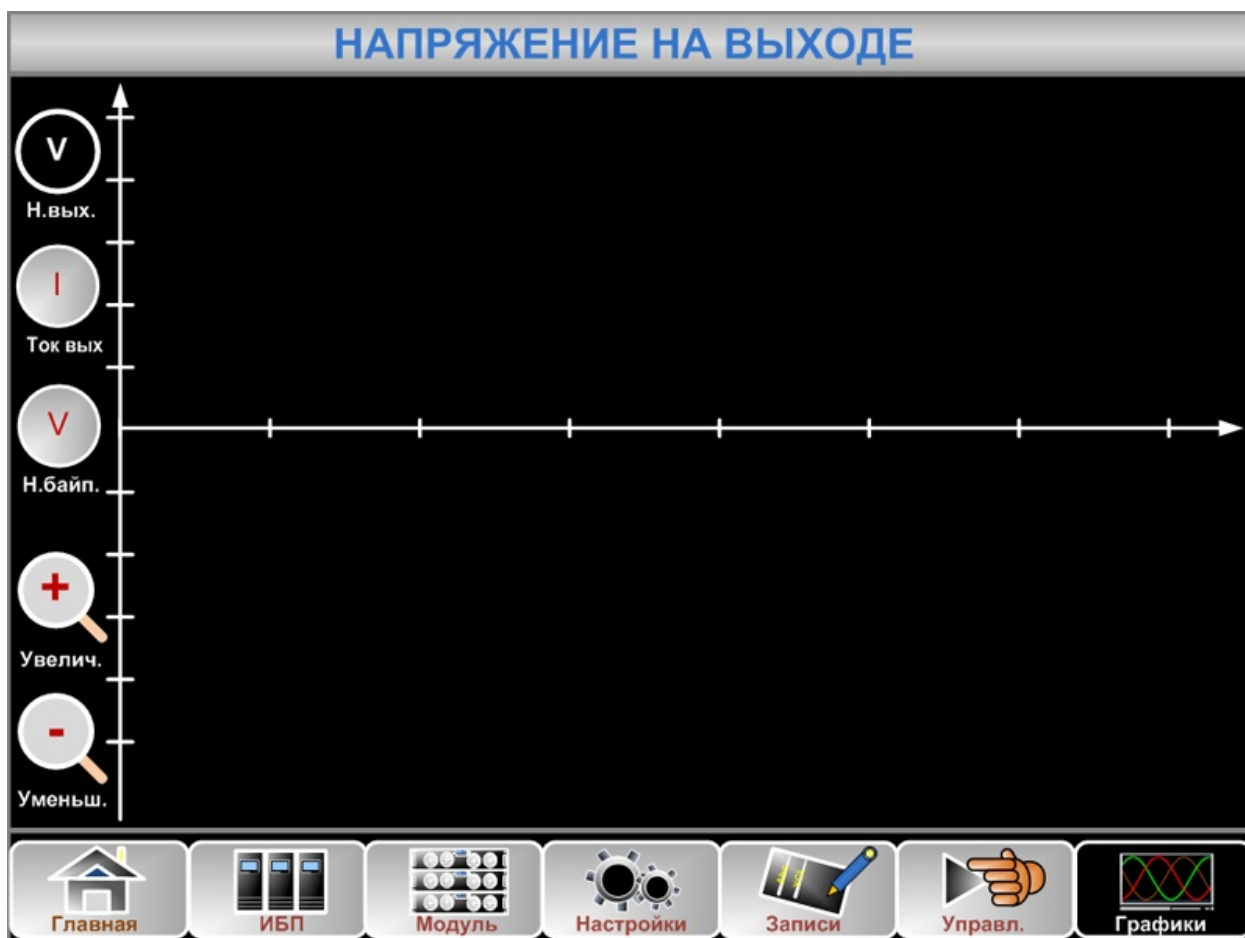 НАПРЯЖЕНИЕ НА ВЫХОДЕ
V
Н.вых.
I
Ток вых
V
Н.байп.
+
Увелич.
-
Уменьш.
Главная
ИБП
Модуль
Настройки
Записи
Управл.
Графики